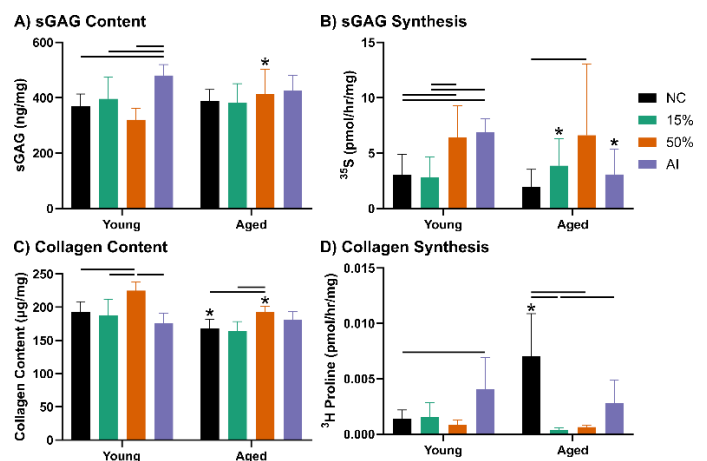 A) sGAG Content
sGAG (ng/mg)
600
400
200
0
*
Young
Aged
B) sGAG Synthesis
³⁵S (pmol/hr/mg)
15
10
5
0
*
*
Young
Aged
NC
15%
50%
AI
C) Collagen Content
Collagen Content (µg/mg)
250
200
150
100
50
0
*
*
Young
Aged
D) Collagen Synthesis
³H Proline (pmol/hr/mg)
0.015
0.010
0.005
0.000
*
Young
Aged